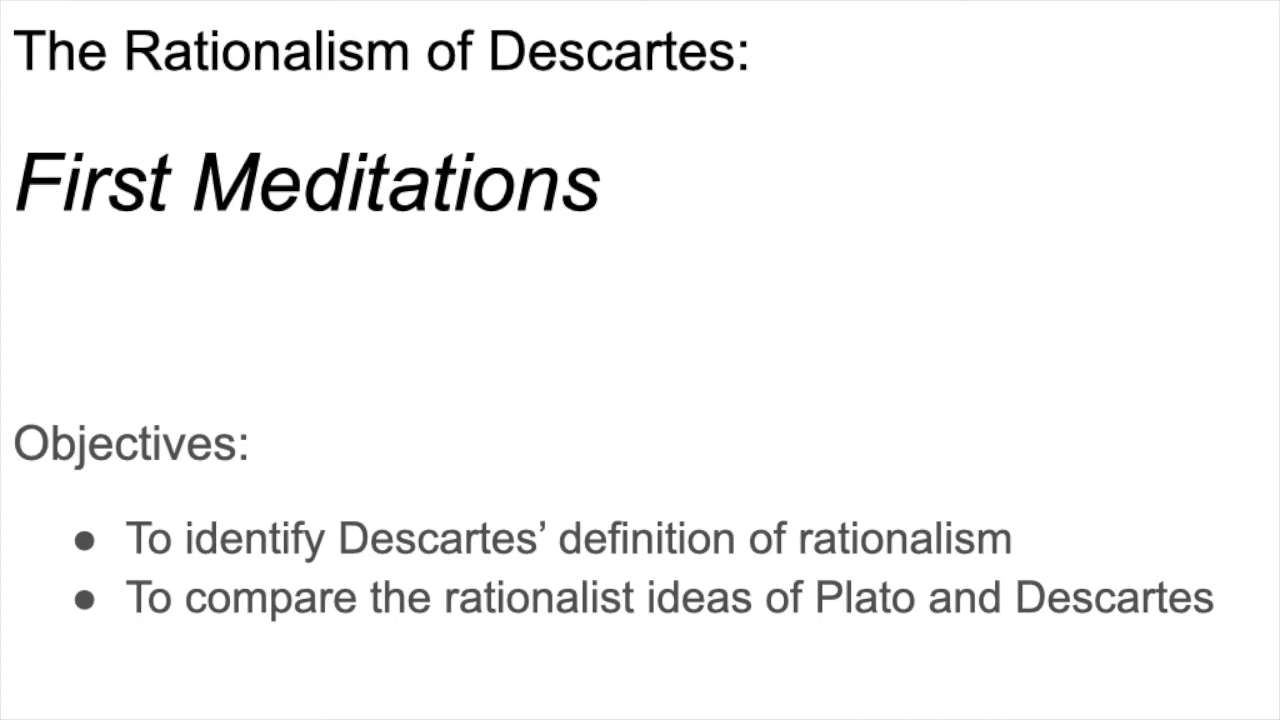 The Rationalism of Descartes:
First Meditations
Objectives:
● To identify Descartes’ definition of rationalism
● To compare the rationalist ideas of Plato and Descartes